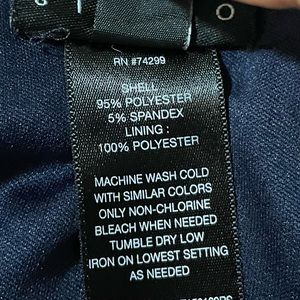 RN #74299
SHELL
95% POLYESTER
5% SPANDEX
LINING :
100% POLYESTER
MACHINE WASH COLD
WITH SIMILAR COLORS
ONLY NON-CHLORINE
BLEACH WHEN NEEDED
TUMBLE DRY LOW
IRON ON LOWEST SETTING
AS NEEDED